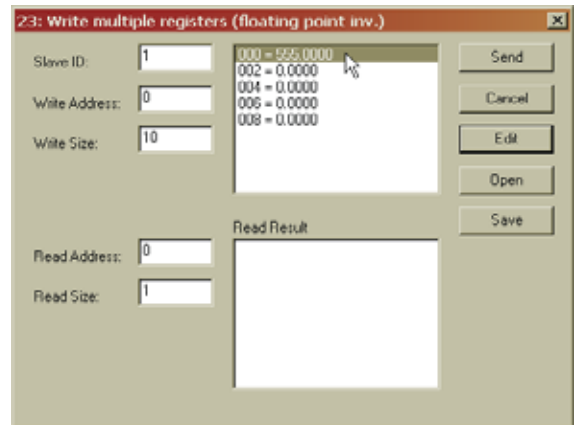 23: Write multiple registers (floating point inv.)
Slave ID: 1
Write Address: 0
Write Size: 10
000 = 555.0000
002 = 0.0000
004 = 0.0000
006 = 0.0000
008 = 0.0000
Send
Cancel
Edit
Open
Save
Read Address: 0
Read Size: 1
Read Result